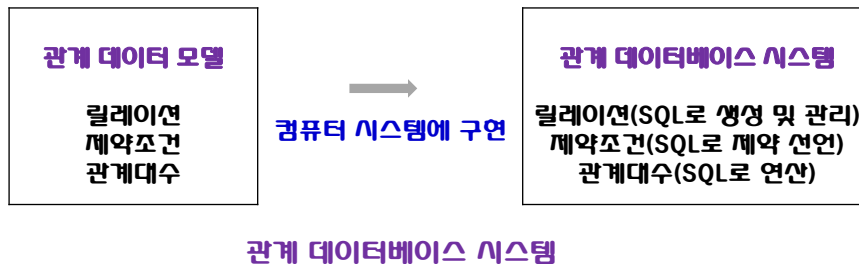 관계 데이터 모델
릴레이션
제약조건
관계대수
컴퓨터 시스템에 구현
관계 데이터베이스 시스템
릴레이션(SQL로 생성 및 관리)
제약조건(SQL로 제약 선언)
관계대수(SQL로 연산)
관계 데이터베이스 시스템